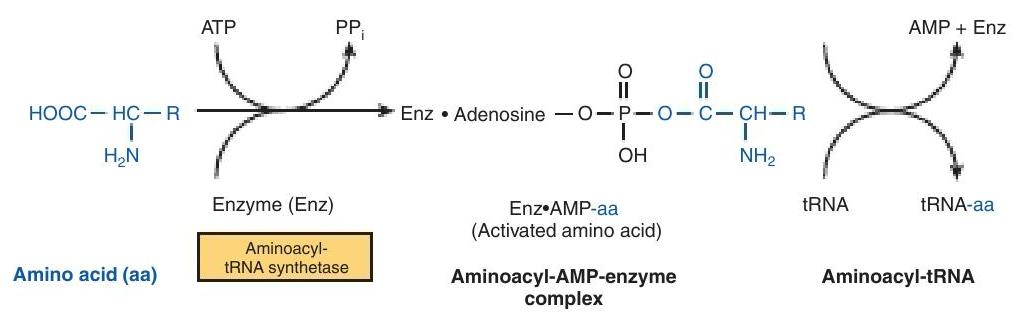 ATP
PPi
AMP + Enz
O
O
HOOC — HC — R
Enz • Adenosine — O — P — O — C — CH — R
H2N
OH
NH2
Enzyme (Enz)
Enz•AMP-aa
tRNA
tRNA-aa
(Activated amino acid)
Aminoacyl-
tRNA synthetase
Amino acid (aa)
Aminoacyl-AMP-enzyme
complex
Aminoacyl-tRNA